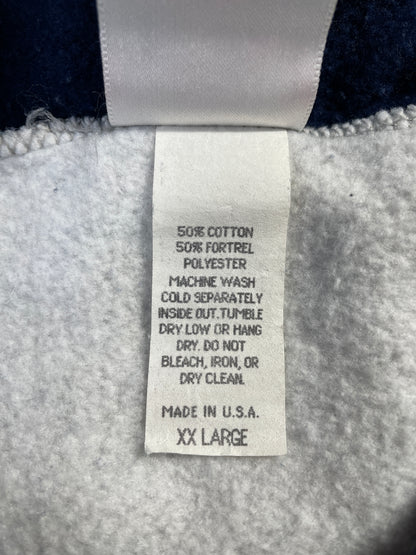 50% COTTON
50% FORTREL
POLYESTER
MACHINE WASH
COLD SEPARATELY
INSIDE OUT.TUMBLE
DRY LOW OR HANG
DRY. DO NOT
BLEACH, IRON, OR
DRY CLEAN.
MADE IN U.S.A.
XX LARGE